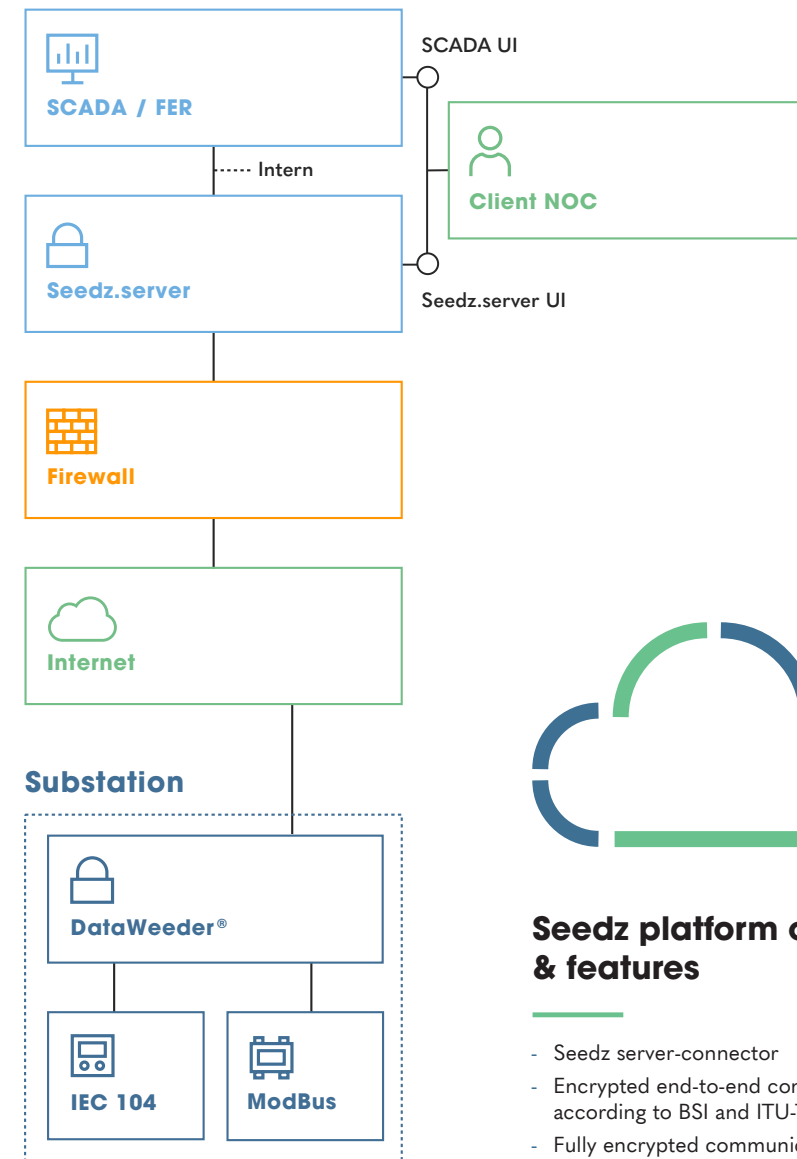 SCADA UI
SCADA / FER
Intern
Client NOC
Seedz.server
Seedz.server UI
Firewall
Internet
Substation
DataWeeder®
IEC 104
ModBus
Seedz platform
& features
- Seedz server-connector
- Encrypted end-to-end
according to BSI and
- Fully encrypted